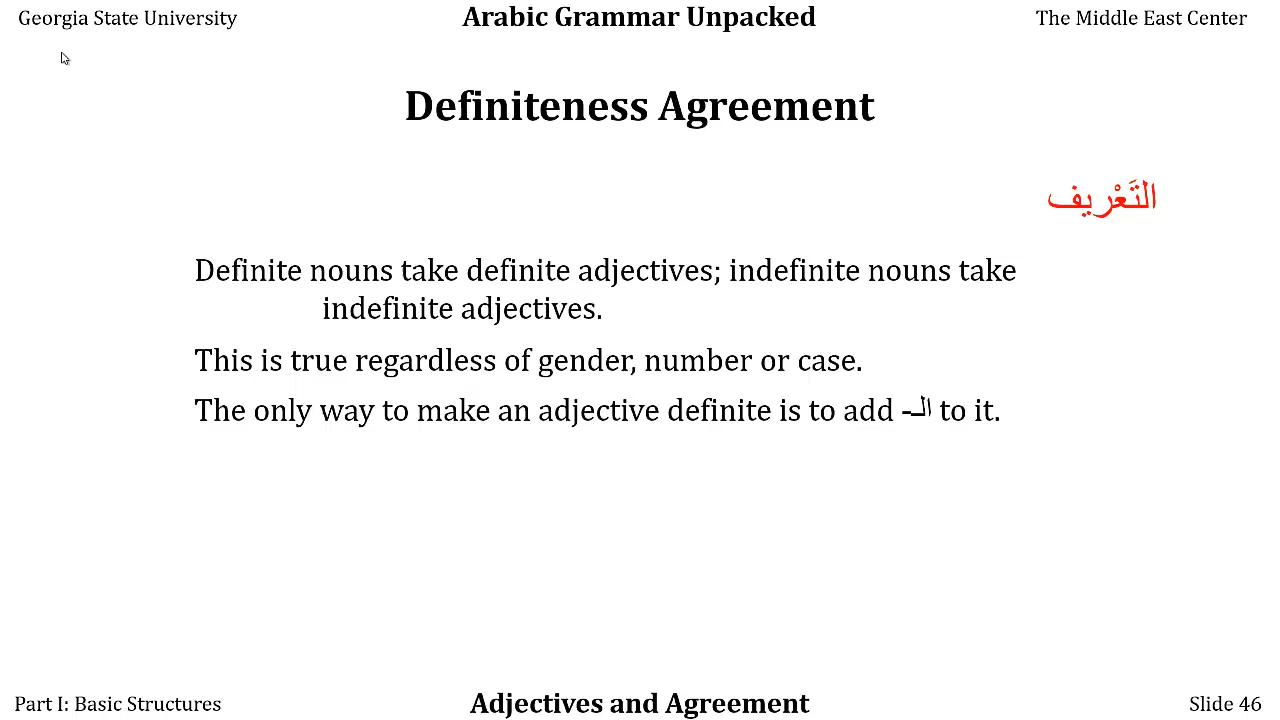 Georgia State University
Arabic Grammar Unpacked
The Middle East Center
Definiteness Agreement
التَعْريف
Definite nouns take definite adjectives; indefinite nouns take
indefinite adjectives.
This is true regardless of gender, number or case.
The only way to make an adjective definite is to add -الـ to it.
Part I: Basic Structures
Adjectives and Agreement
Slide 46